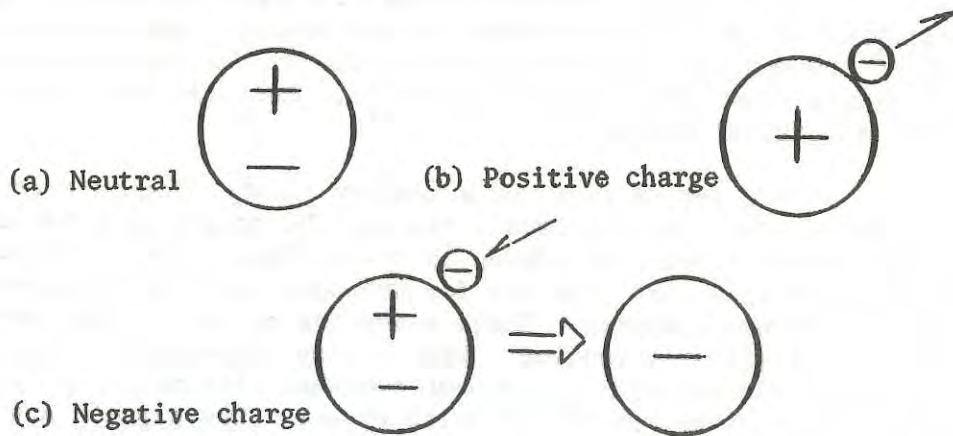 (a) Neutral
(b) Positive charge
(c) Negative charge
+
−
+
−
+
−
−
−